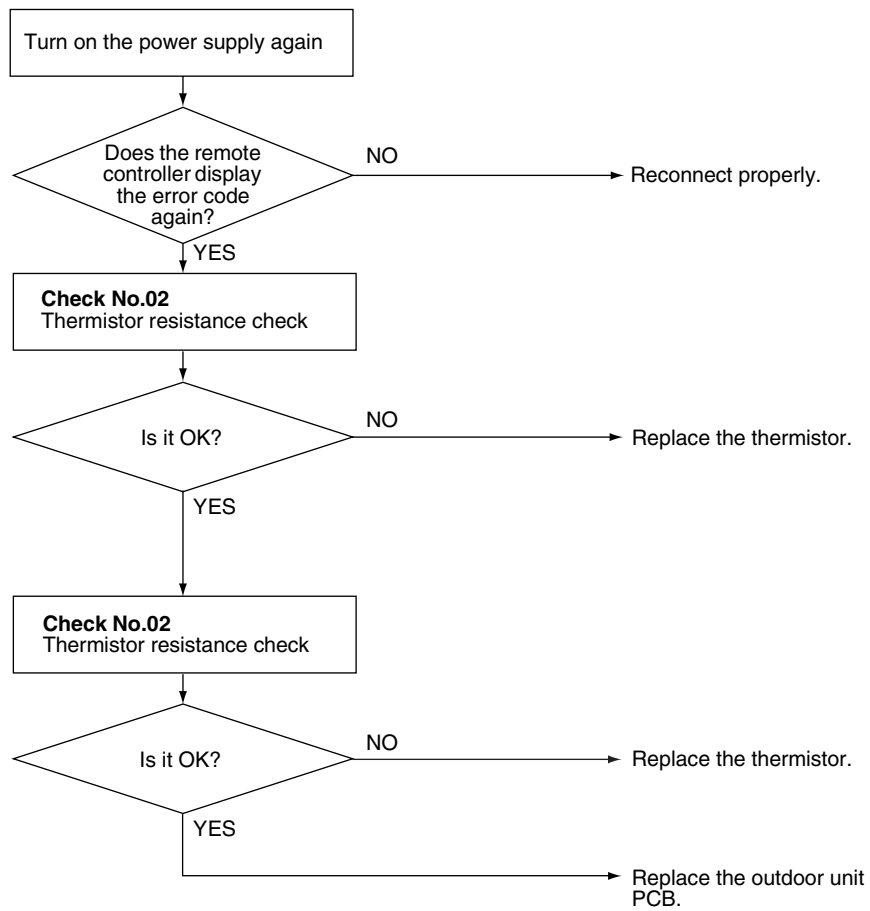 Turn on the power supply again
Does the remote
controller display
the error code
again?
NO
Reconnect properly.
YES
Check No.02
Thermistor resistance check
Is it OK?
NO
Replace the thermistor.
YES
Check No.02
Thermistor resistance check
Is it OK?
NO
Replace the thermistor.
YES
Replace the outdoor unit
PCB.